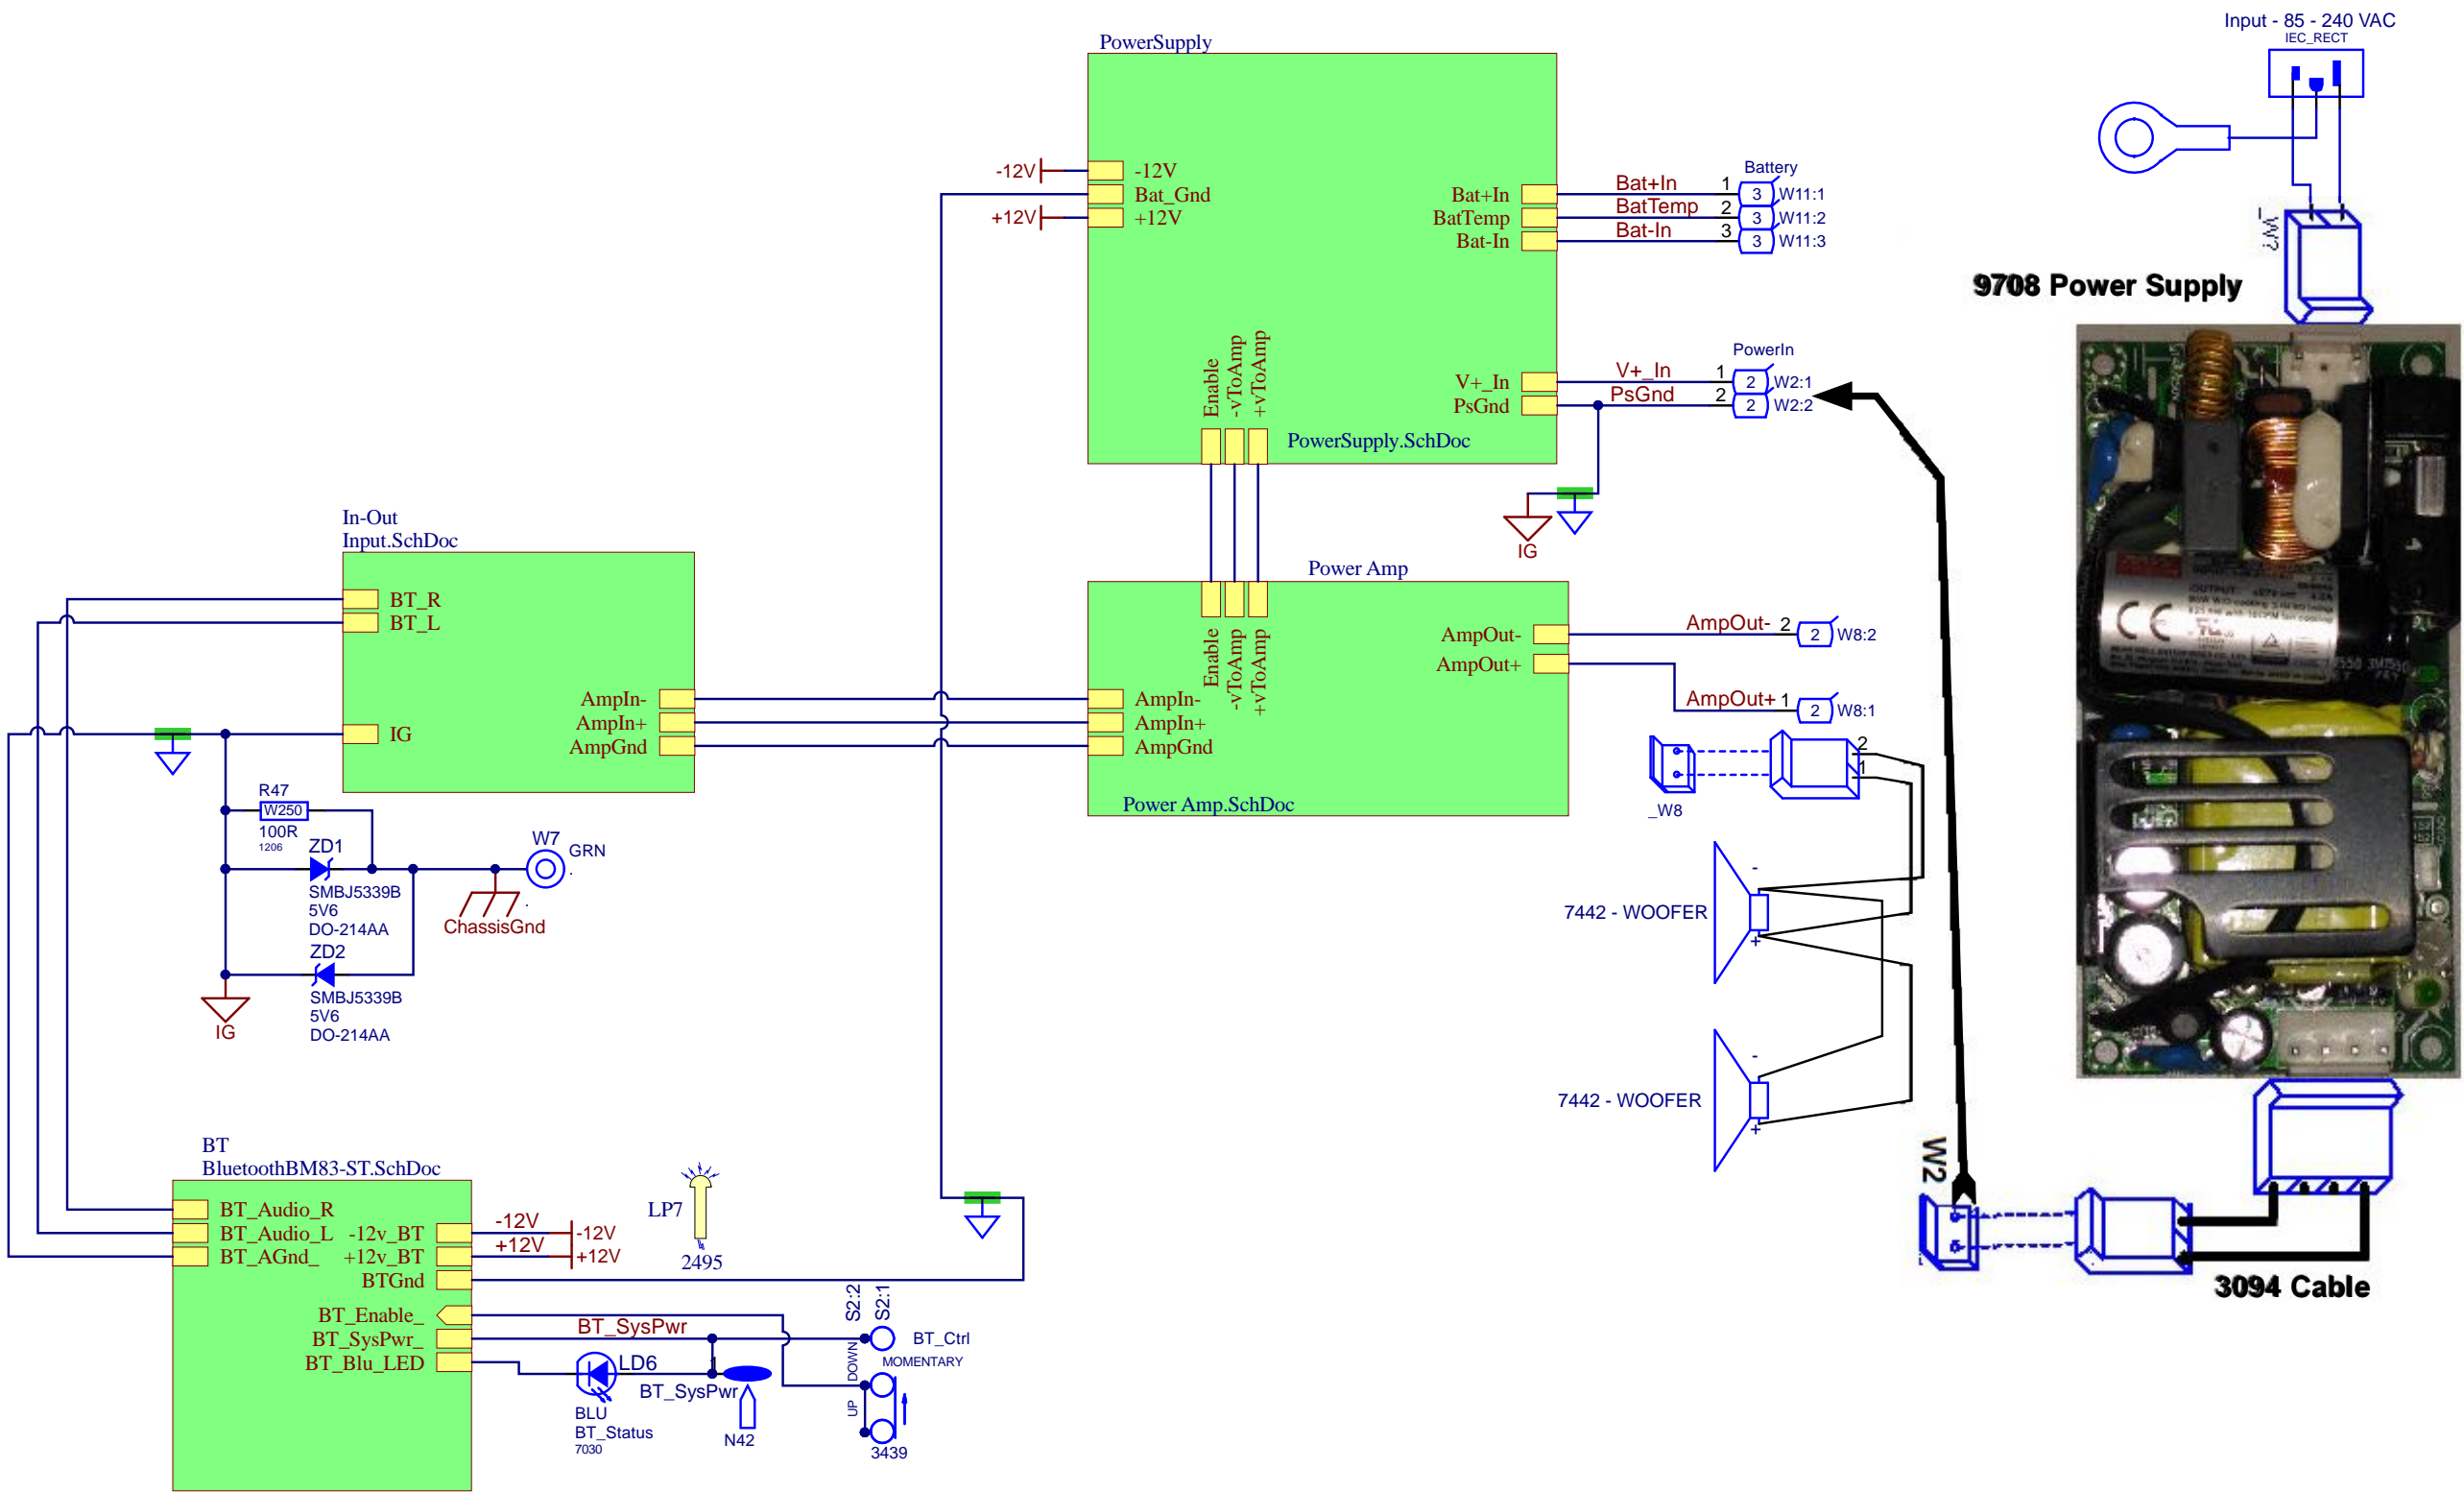 Input - 85 - 240 VAC
IEC_RECT
PowerSupply
-12V
+12V
-12V
Bat_Gnd
+12V
Bat+In
BatTemp
Bat-In
Bat+In
BatTemp
Bat-In
1
2
3
Battery
3
3
3
W11:1
W11:2
W11:3
9708 Power Supply
Enable
-vToAmp
+vToAmp
V+_In
PsGnd
PowerSupply.SchDoc
V+_In
PsGnd
1
2
PowerIn
2
2
W2:1
W2:2
IG
In-Out
Input.SchDoc
BT_R
BT_L
AmpIn-
AmpIn+
AmpGnd
IG
Power Amp
Enable
-vToAmp
+vToAmp
AmpIn-
AmpIn+
AmpGnd
AmpOut-
AmpOut+
Power Amp.SchDoc
AmpOut- 2
2
W8:2
AmpOut+ 1
2
W8:1
2
1
_W8
R47
W250
100R
1206
ZD1
SMBJ5339B
5V6
DO-214AA
ZD2
SMBJ5339B
5V6
DO-214AA
IG
W7
GRN
ChassisGnd
7442 - WOOFER
-
+
7442 - WOOFER
-
+
OUTPUT
CE
BT
BluetoothBM83-ST.SchDoc
BT_Audio_R
BT_Audio_L
BT_AGnd_
-12v_BT
+12v_BT
BTGnd
BT_Enable_
BT_SysPwr_
BT_Blu_LED
-12V
+12V
-12V
+12V
LP7
2495
BT_SysPwr
LD6
1
BT_SysPwr
BLU
BT_Status
7030
N42
S2:2
S2:1
BT_Ctrl
MOMENTARY
DOWN
UP
3439
W2
3094 Cable